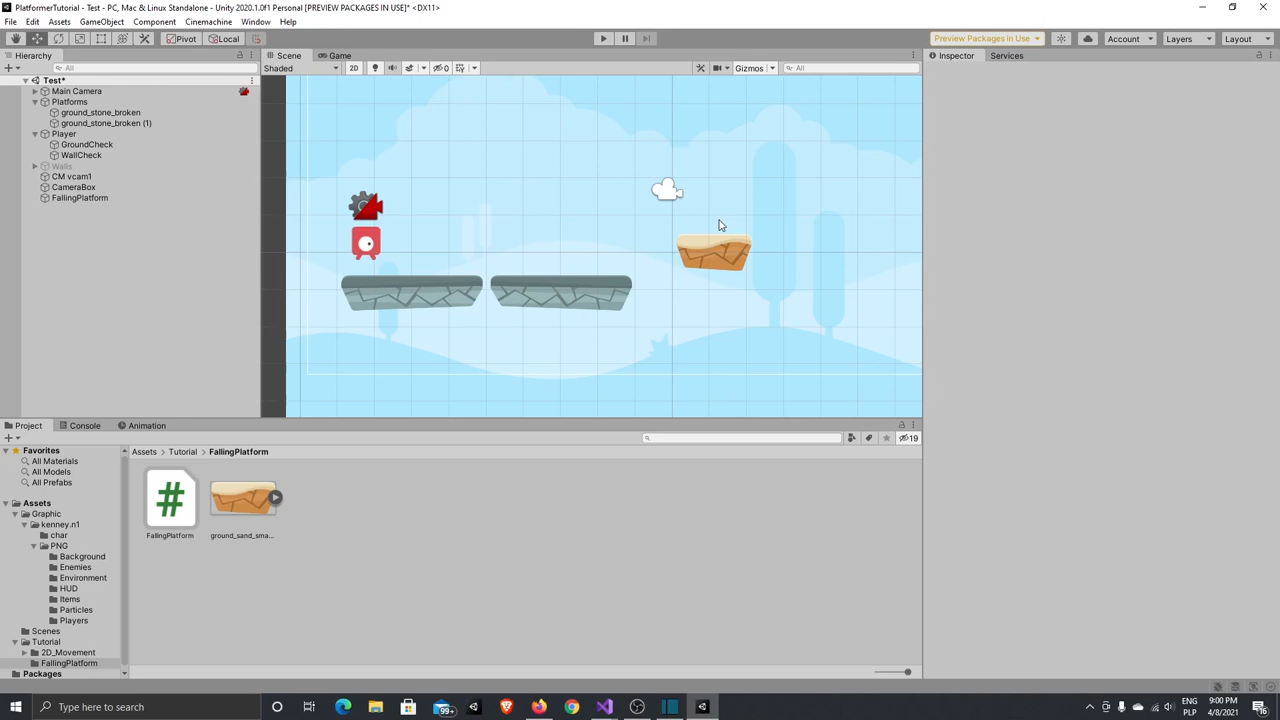 PlatformerTutorial - Test - PC, Mac & Linux Standalone - Unity 2020.1.0f1 Personal [PREVIEW PACKAGES IN USE]* <DX11>
File Edit Assets GameObject Component Cinemachine Window Help
Pivot Local Preview Packages in Use Account Layers Layout
Hierarchy Scene Game Inspector Services
All Shaded 2D 0 Gizmos All
Test*
Main Camera
Platforms
ground_stone_broken
ground_stone_broken (1)
Player
GroundCheck
WallCheck
Walls
CM vcam1
CameraBox
FallingPlatform
Project Console Animation
19
Favorites
All Materials
All Models
All Prefabs
Assets
Graphic
kenney.n1
char
PNG
Background
Enemies
Environment
HUD
Items
Particles
Players
Scenes
Tutorial
2D_Movement
FallingPlatform
Packages
Assets > Tutorial > FallingPlatform
#
FallingPlatform ground_sand_sma...
Type here to search
99+
ENG
PLP
9:00 PM
4/8/2021
16